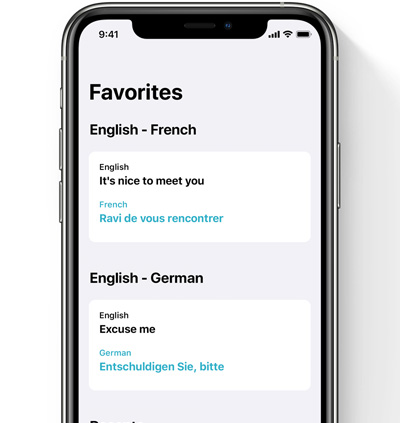 9:41
Favorites
English - French
English
It's nice to meet you
French
Ravi de vous rencontrer
English - German
English
Excuse me
German
Entschuldigen Sie, bitte